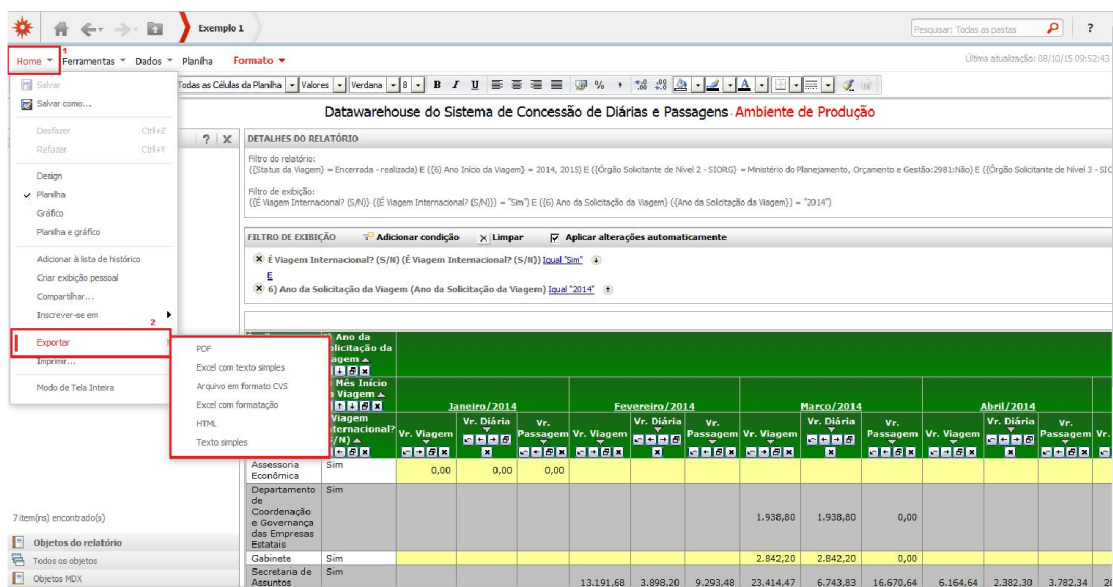 Exemplo 1
Pesquisar: Todas as pastas
?
1
Home Ferramentas Dados Planilha Formato
Última atualização: 08/10/15 09:52:43
Salvar
Salvar como...
Desfazer Ctrl+Z
Refazer Ctrl+Y
Design
Planilha
Gráfico
Planilha e gráfico
Adicionar à lista de histórico
Criar exibição pessoal
Compartilhar...
Inscrever-se em
2
Exportar
Imprimir...
Modo de Tela Inteira
PDF
Excel com texto simples
Arquivo em formato CVS
Excel com formatação
HTML
Texto simples
7 item(ns) encontrado(s)
Objetos do relatório
Todos os objetos
Objetos MDX
Todas as Células da Planilha Valores Verdana 8 B I U % ,
Datawarehouse do Sistema de Concessão de Diárias e Passagens - Ambiente de Produção
? X DETALHES DO RELATÓRIO
Filtro do relatório:
({Status da Viagem} = Encerrada - realizada) E ({6) Ano Início da Viagem} = 2014, 2015) E ({Órgão Solicitante de Nível 2 - SIORG} = Ministério do Planejamento, Orçamento e Gestão:2981:Não) E ({Órgão Solicitante de Nível 3 - SIO
Filtro de exibição:
({É Viagem Internacional? (S/N)} ({É Viagem Internacional? (S/N)}) = "Sim") E ({6) Ano da Solicitação da Viagem} ({Ano da Solicitação da Viagem}) = "2014")
FILTRO DE EXIBIÇÃO Adicionar condição Limpar Aplicar alterações automaticamente
É Viagem Internacional? (S/N) (É Viagem Internacional? (S/N)) Igual "Sim"
E
6) Ano da Solicitação da Viagem (Ano da Solicitação da Viagem) Igual "2014"
Ano da
licitação da
agem
Mês Início
Viagem
Janeiro/2014 Fevereiro/2014 Março/2014 Abril/2014
Viagem
ternacional?
/N)
Vr. Viagem Vr. Diária Vr. Passagem Vr. Viagem Vr. Diária Vr. Passagem Vr. Viagem Vr. Diária Vr. Passagem Vr. Viagem Vr. Diária Vr. Passagem Vr.
Assessoria Sim
Econômica 0,00 0,00 0,00
Departamento Sim
de
Coordenação
e Governança 1.938,80 1.938,80 0,00
das Empresas
Estatais
Gabinete Sim 2.842,20 2.842,20 0,00
Secretaria de Sim
Assuntos 13.191,68 3.898,20 9.293,48 23.414,47 6.743,83 16.670,64 6.164,64 2.382,30 3.782,34